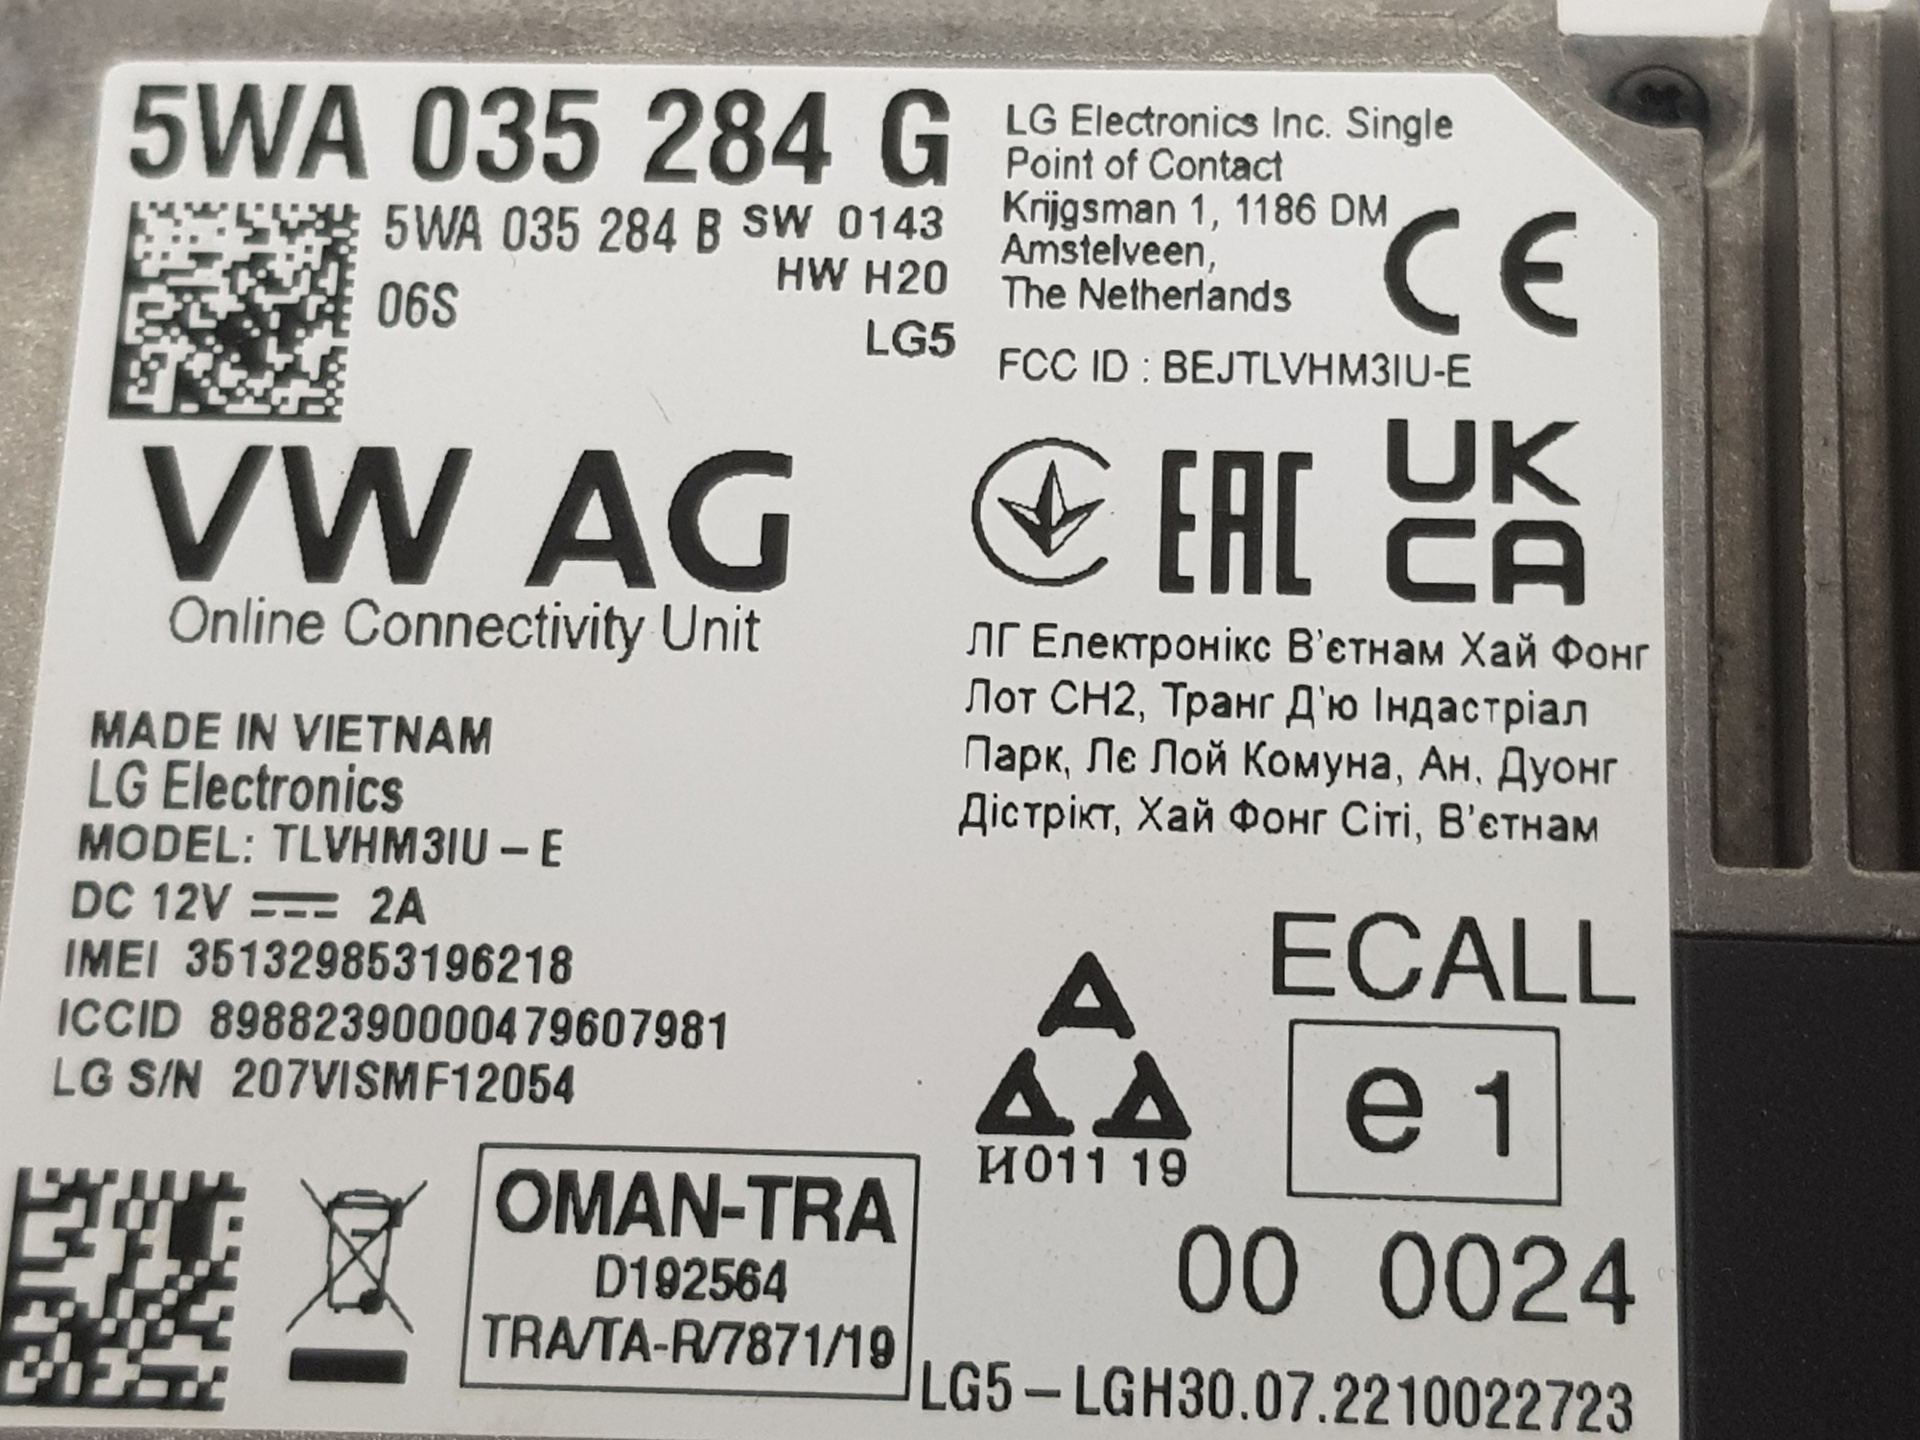 5WA 035 284 G
5WA 035 284 B SW 0143
HW H20
06S
LG5
VW AG
Online Connectivity Unit
MADE IN VIETNAM
LG Electronics
MODEL: TLVHM3IU – E
DC 12V 2A
IMEI 351329853196218
ICCID 89882390000479607981
LG S/N 207VISMF12054
OMAN-TRA
D192564
TRA/TA-R/7871/19
LG Electronics Inc. Single
Point of Contact
Krijgsman 1, 1186 DM
Amstelveen,
The Netherlands
CE
FCC ID : BEJTLVHM3IU-E
EAC
UK
CA
ЛГ Електронікс В'єтнам Хай Фонг
Лот CH2, Транг Д'ю Індастріал
Парк, Лє Лой Комуна, Ан, Дуонг
Дістрікт, Хай Фонг Сіті, В'єтнам
ECALL
e 1
И011 19
00 0024
LG5–LGH30.07.2210022723